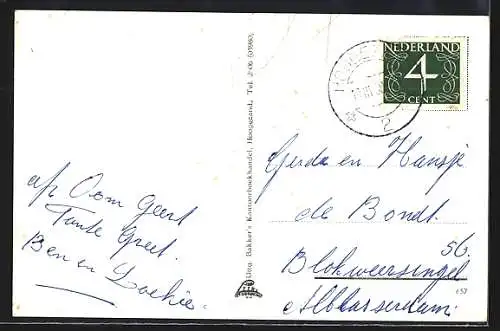 NEDERLAND
4
CENT
2
Gerda en Hansje
de Bondt.
56.
Blokweersingel
Alblasserdam
a/z Oom Geert
Tante Greet.
Ben en Loekie.
Uitg. Bakker's Kantoorboekhandel, Hoogezand, Tel.